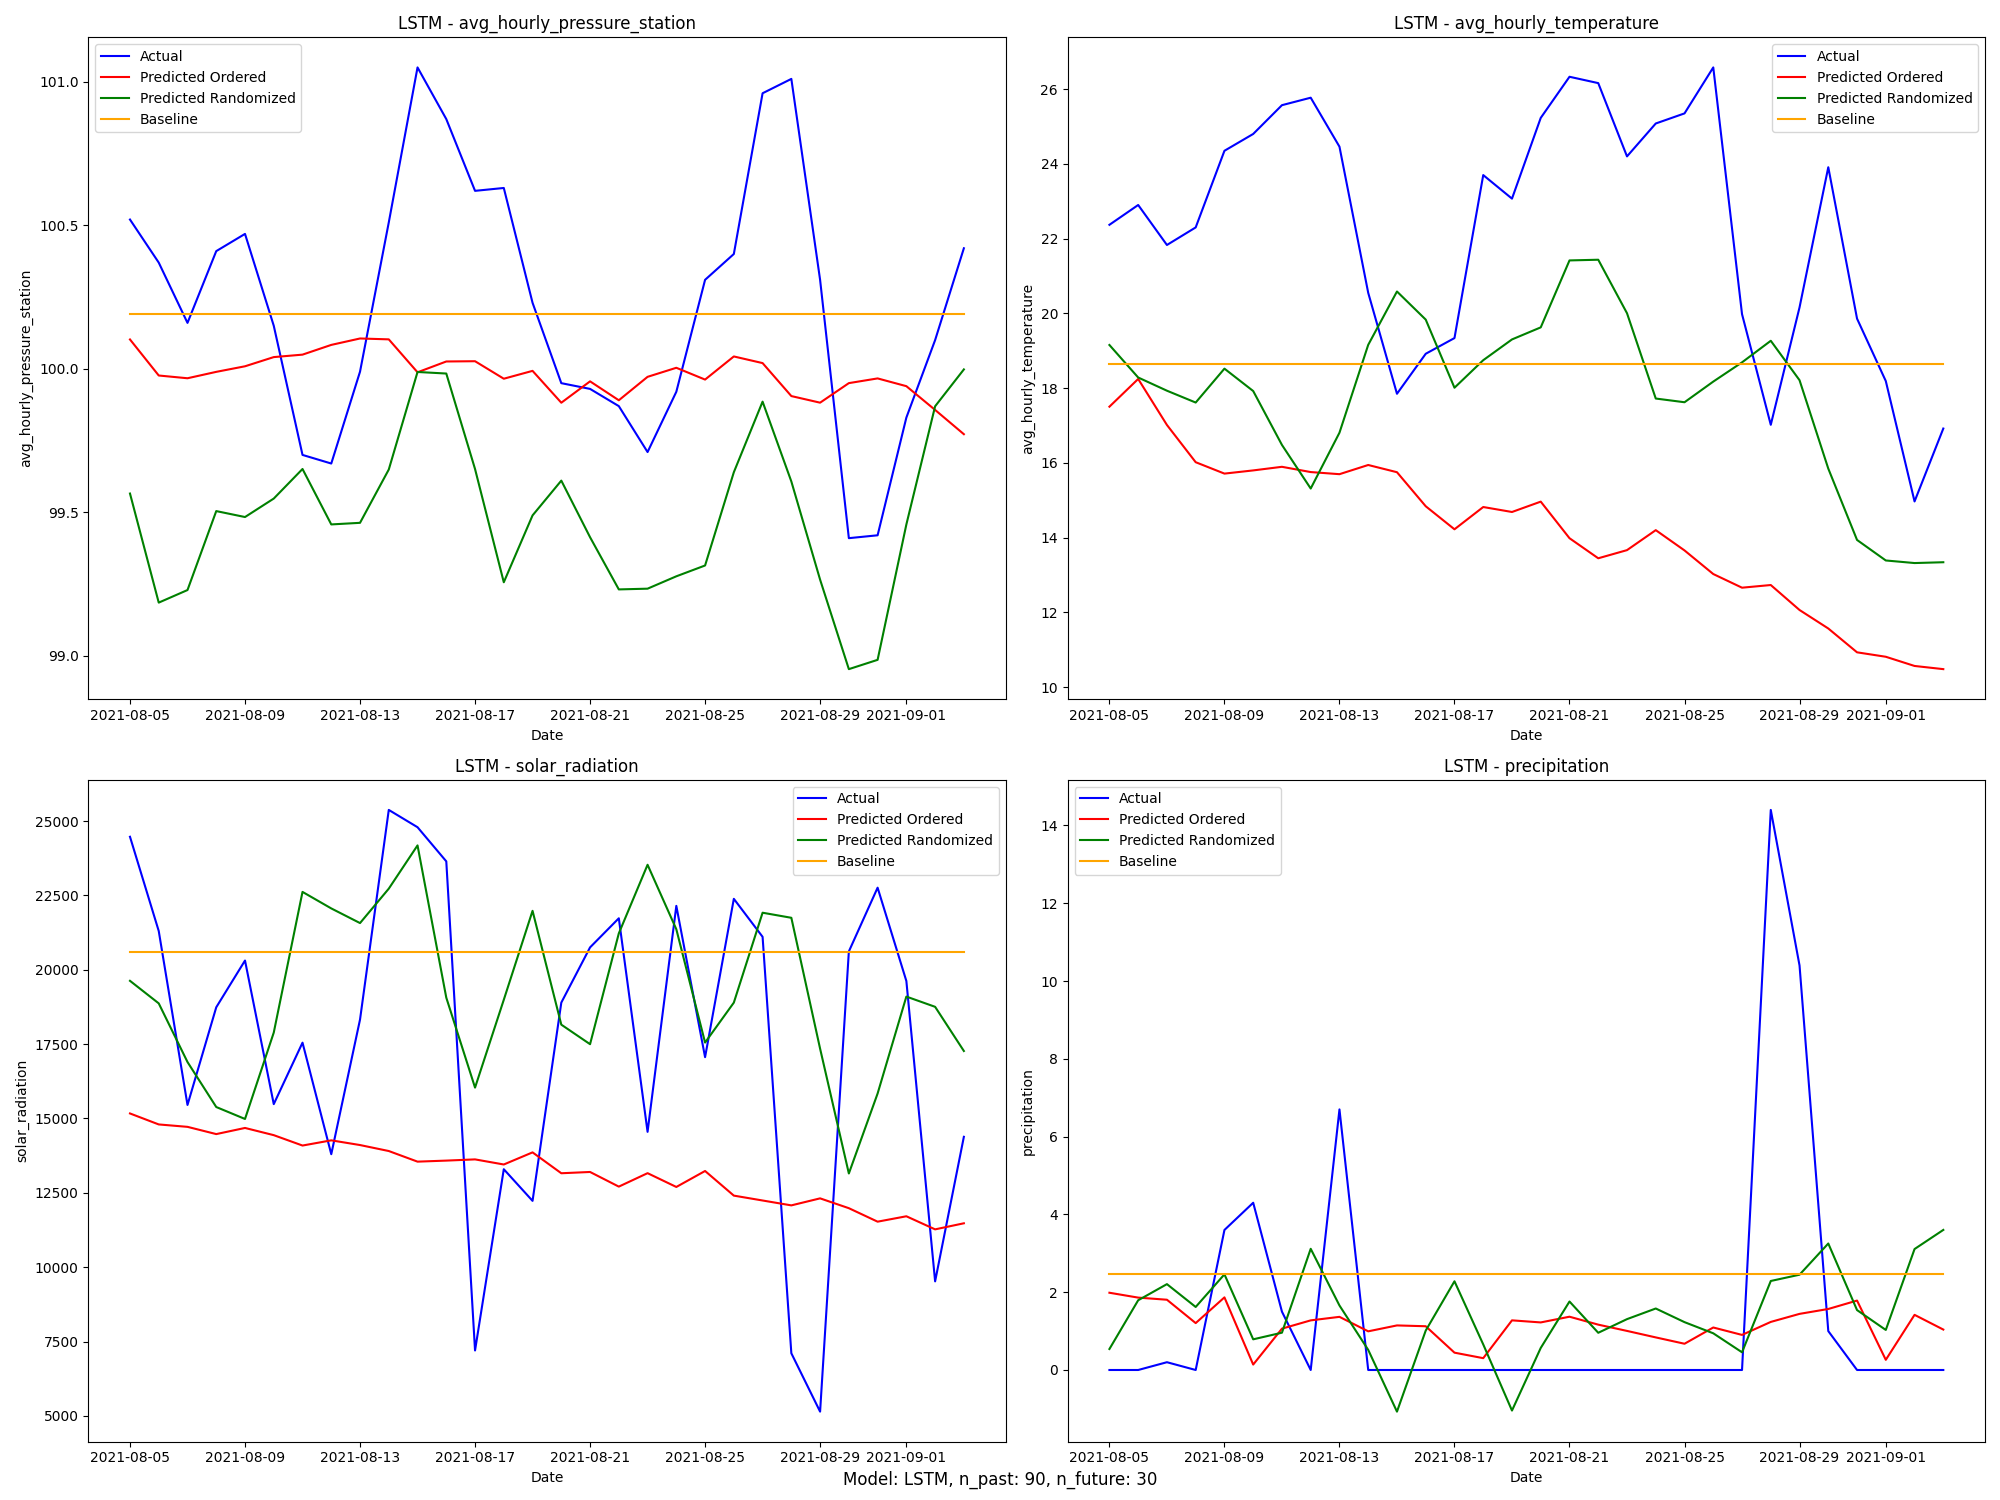 LSTM - avg_hourly_pressure_station
Actual
Predicted Ordered
Predicted Randomized
Baseline
avg_hourly_pressure_station
101.0
100.5
100.0
99.5
99.0
2021-08-05 2021-08-09 2021-08-13 2021-08-17 2021-08-21 2021-08-25 2021-08-29 2021-09-01
Date
LSTM - avg_hourly_temperature
Actual
Predicted Ordered
Predicted Randomized
Baseline
avg_hourly_temperature
26
24
22
20
18
16
14
12
10
2021-08-05 2021-08-09 2021-08-13 2021-08-17 2021-08-21 2021-08-25 2021-08-29 2021-09-01
Date
LSTM - solar_radiation
Actual
Predicted Ordered
Predicted Randomized
Baseline
solar_radiation
25000
22500
20000
17500
15000
12500
10000
7500
5000
2021-08-05 2021-08-09 2021-08-13 2021-08-17 2021-08-21 2021-08-25 2021-08-29 2021-09-01
Date
LSTM - precipitation
Actual
Predicted Ordered
Predicted Randomized
Baseline
precipitation
14
12
10
8
6
4
2
0
2021-08-05 2021-08-09 2021-08-13 2021-08-17 2021-08-21 2021-08-25 2021-08-29 2021-09-01
Date
Model: LSTM, n_past: 90, n_future: 30